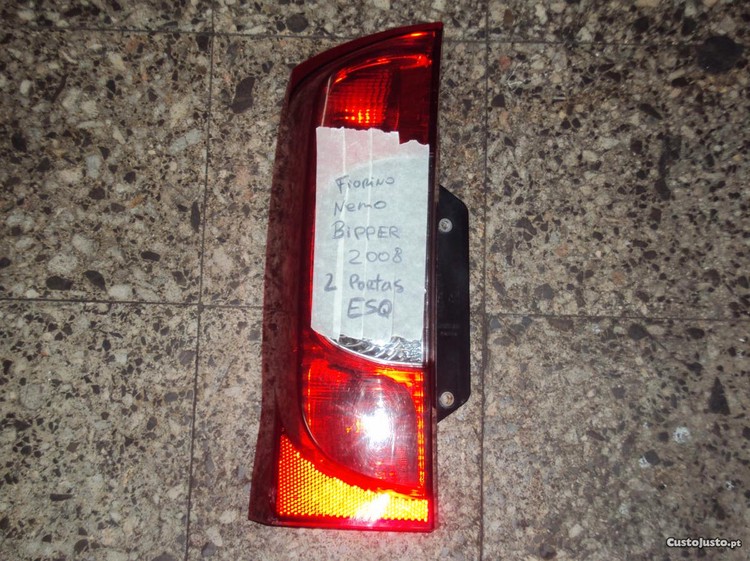 Fiorino
Nemo
BIPPER
2008
2 Portas
ESQ
CustoJusto.pt